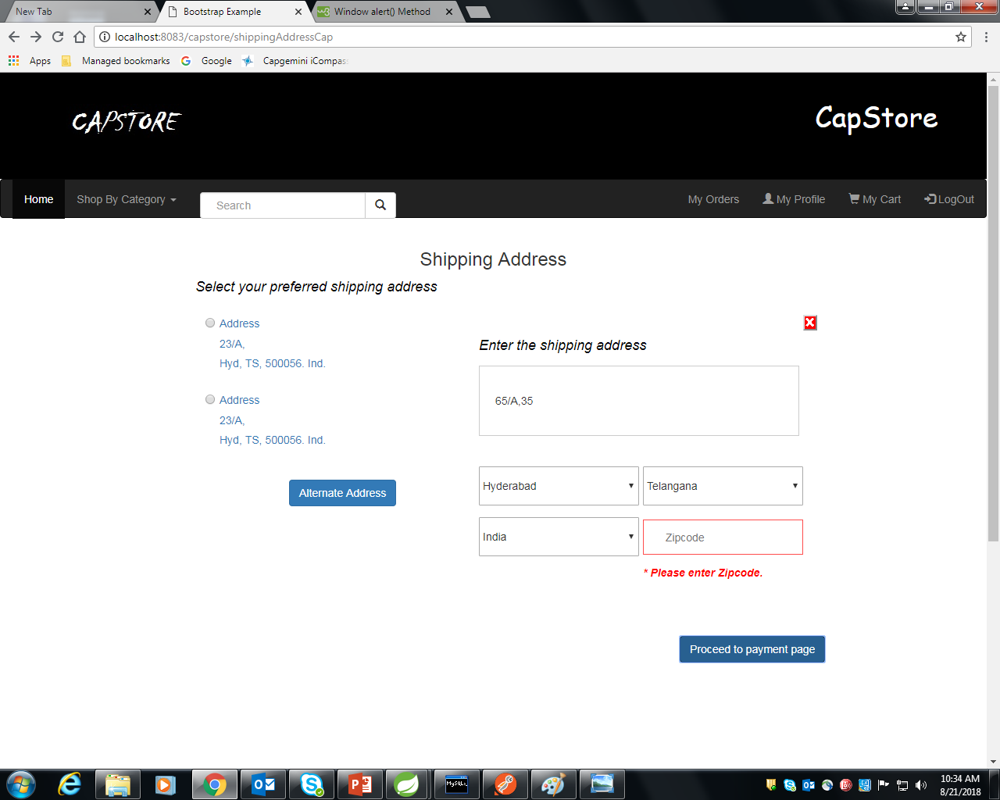 New Tab
Bootstrap Example
Window alert() Method
localhost:8083/capstore/shippingAddressCap
Apps
Managed bookmarks
Google
Capgemini iCompas
CAPSTORE
CapStore
Home
Shop By Category
Search
My Orders
My Profile
My Cart
LogOut
Shipping Address
Select your preferred shipping address
Address
23/A,
Hyd, TS, 500056. Ind.
Address
23/A,
Hyd, TS, 500056. Ind.
Alternate Address
Enter the shipping address
65/A,35
Hyderabad
Telangana
India
Zipcode
* Please enter Zipcode.
Proceed to payment page
MySQL
10:34 AM
8/21/2018